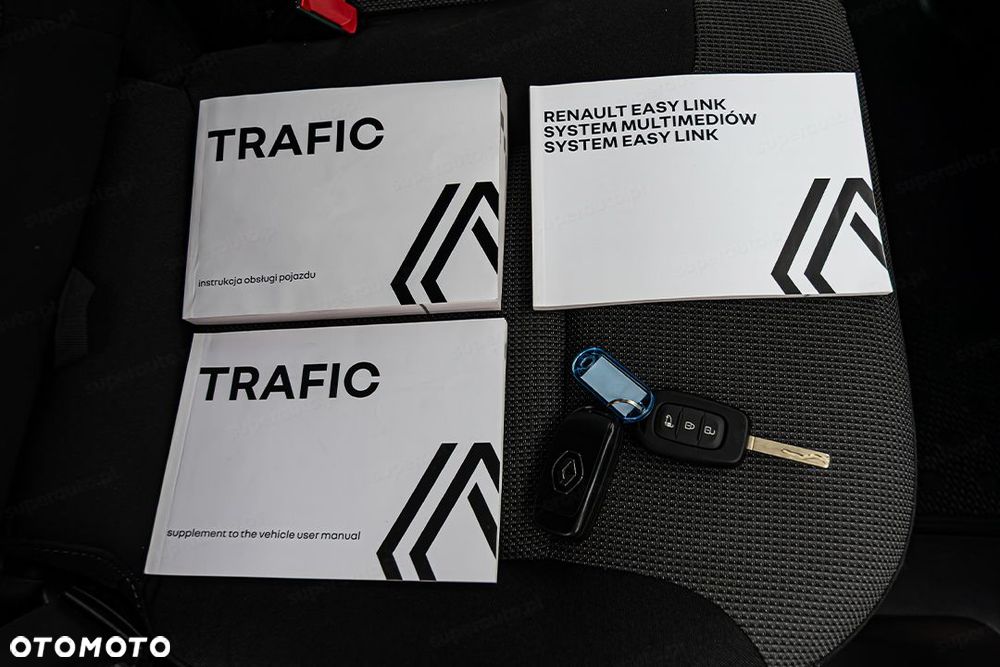 TRAFIC
instrukcja obsługi pojazdu
RENAULT EASY LINK
SYSTEM MULTIMEDIÓW
SYSTEM EASY LINK
TRAFIC
supplement to the vehicle user manual
OTOMOTO